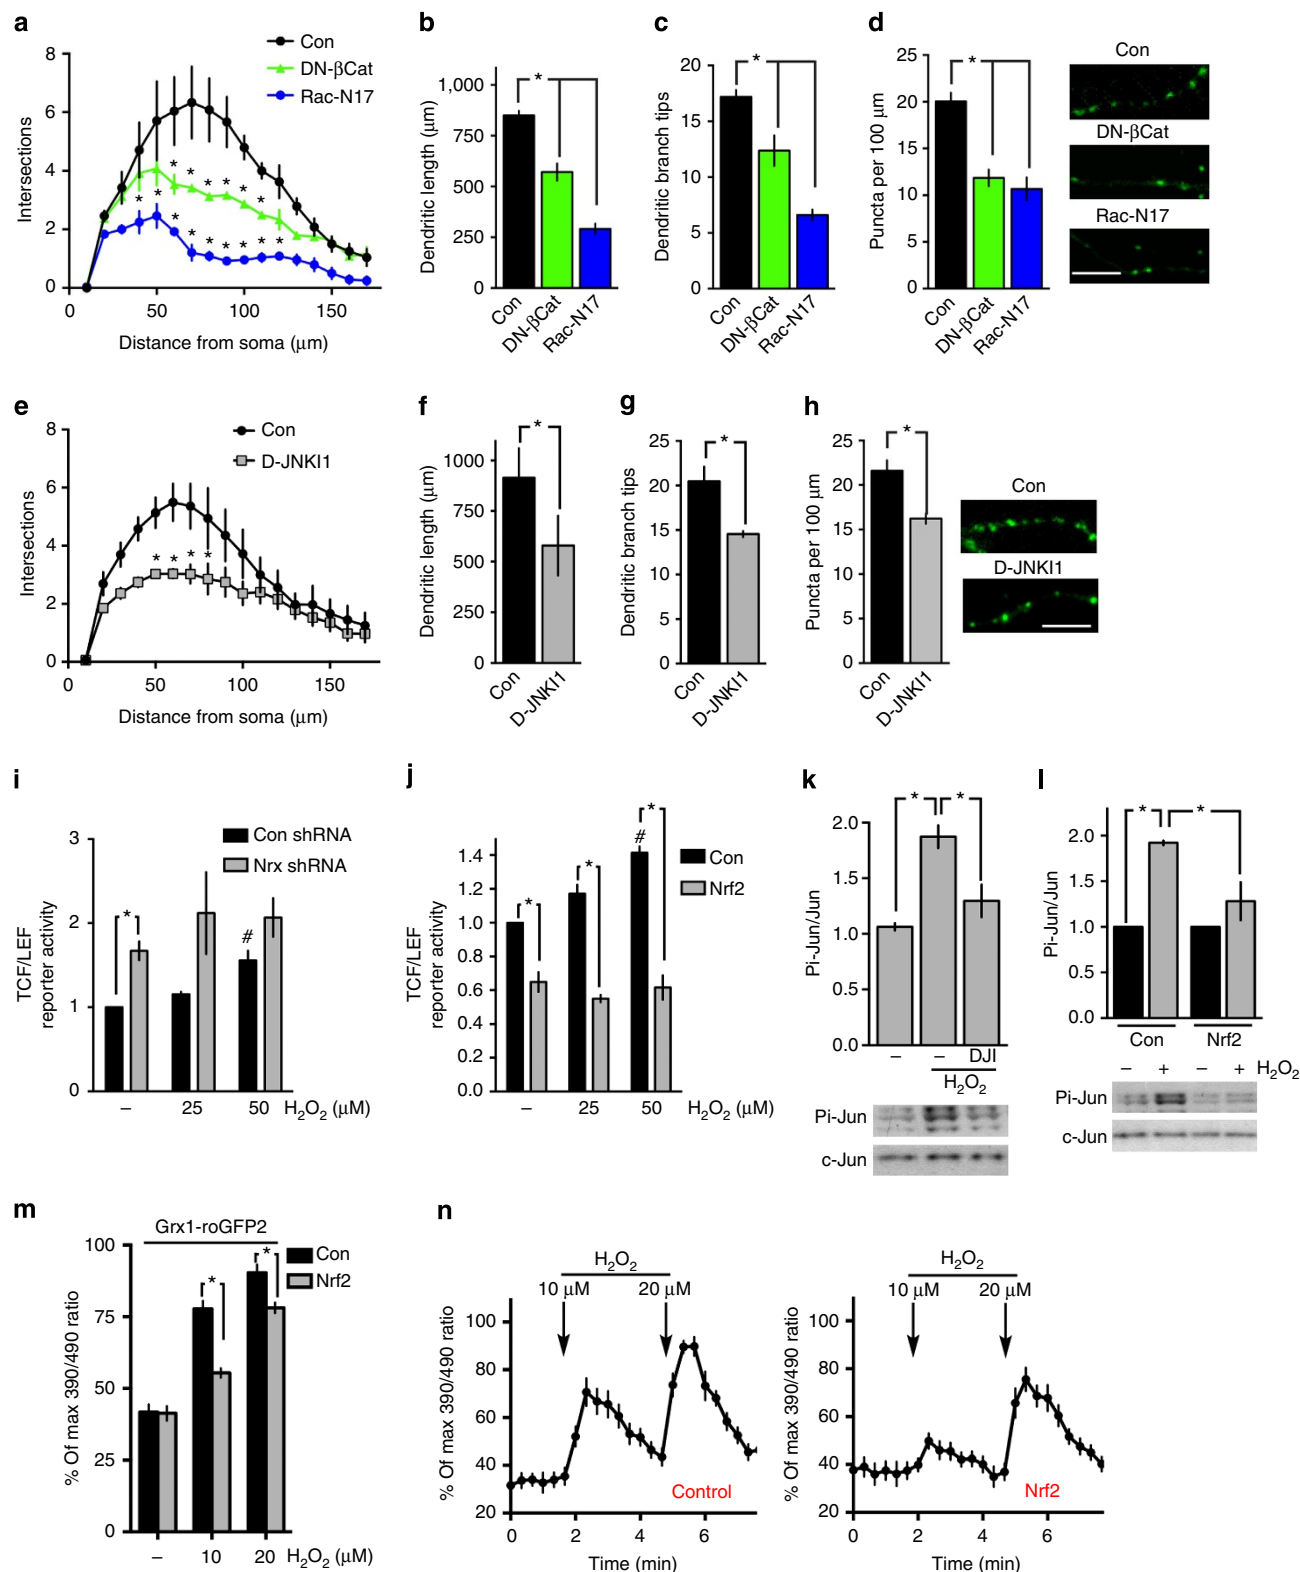 a
Con
DN-βCat
Rac-N17
8
6
4
2
0
Intersections
* * * * * *
* * * * * * * * *
0 50 100 150
Distance from soma (μm)
b
*
1,000
750
500
250
0
Dendritic length (μm)
Con
DN-βCat
Rac-N17
c
*
20
15
10
5
0
Dendritic branch tips
Con
DN-βCat
Rac-N17
d
*
25
20
15
10
5
0
Puncta per 100 μm
Con
DN-βCat
Rac-N17
Con
DN-βCat
Rac-N17
e
Con
D-JNKI1
8
6
4
2
0
Intersections
* * * *
0 50 100 150
Distance from soma (μm)
f
*
1000
750
500
250
0
Dendritic length (μm)
Con
D-JNKI1
g
*
25
20
15
10
5
0
Dendritic branch tips
Con
D-JNKI1
h
*
25
20
15
10
5
0
Puncta per 100 μm
Con
D-JNKI1
Con
D-JNKI1
i
Con shRNA
Nrx shRNA
3
2
1
0
TCF/LEF
reporter activity
*
#
– 25 50 H2O2 (μM)
j
Con
Nrf2
1.4
1.2
1.0
0.8
0.6
0.4
0.2
0.0
TCF/LEF
reporter activity
* * *
#
– 25 50 H2O2 (μM)
k
* *
2.0
1.5
1.0
0.5
0.0
Pi-Jun/Jun
– – DJI
H2O2
Pi-Jun
c-Jun
l
* *
2.0
1.5
1.0
0.5
0.0
Pi-Jun/Jun
Con Nrf2
– + – + H2O2
Pi-Jun
c-Jun
m
Grx1-roGFP2
Con
Nrf2
100
75
50
25
0
% Of max 390/490 ratio
* *
– 10 20 H2O2 (μM)
n
H2O2
10 μM 20 μM
100
80
60
40
20
% Of max 390/490 ratio
Control
0 2 4 6
Time (min)
H2O2
10 μM 20 μM
100
80
60
40
20
% Of max 390/490 ratio
Nrf2
0 2 4 6
Time (min)